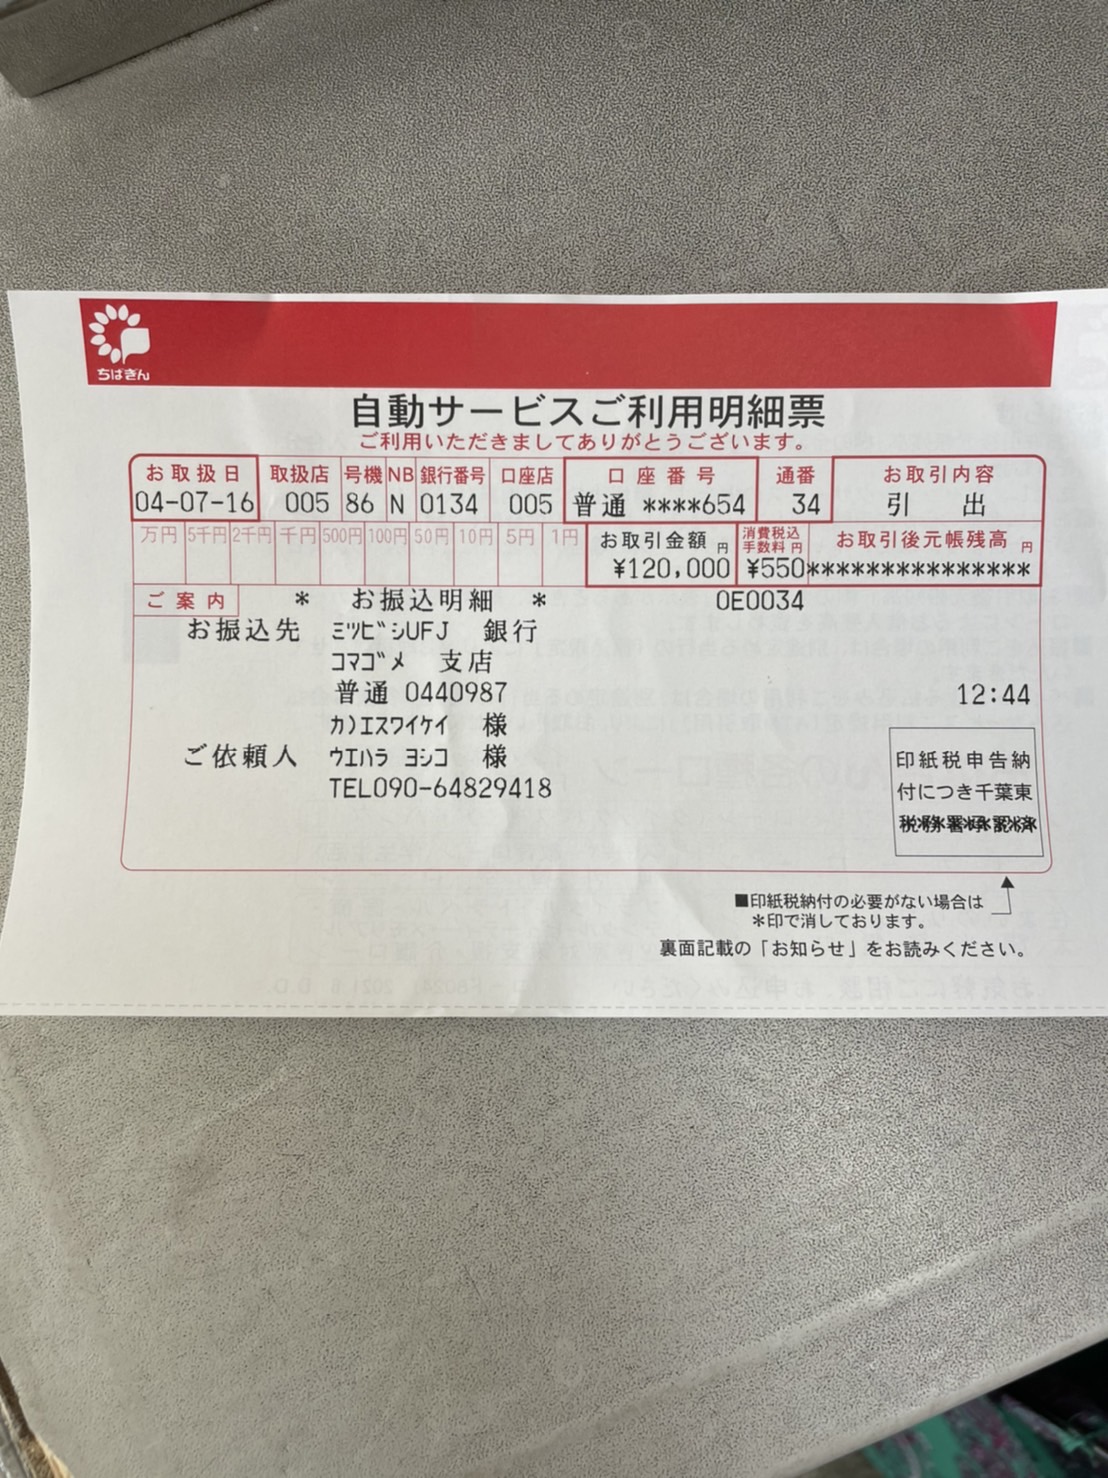 ちばぎん
自動サービスご利用明細票
ご利用いただきましてありがとうございます。
お取扱日 取扱店 号機 NB 銀行番号 口座店 口座番号 通番 お取引内容
04-07-16 005 86 N 0134 005 普通 ****654 34 引 出
万円 5千円 2千円 千円 500円 100円 50円 10円 5円 1円 お取引金額 円 消費税込手数料 円 お取引後元帳残高 円
¥120,000 ¥550***************
ご案内 * お振込明細 * 0E0034
お振込先 ミツビシUFJ 銀行
コマゴメ 支店
普通 0440987 12:44
カ)エスワイケイ 様
ご依頼人 ウエハラ ヨシコ 様
TEL090-64829418
印紙税申告納
付につき千葉東
税務署承認済
■印紙税納付の必要がない場合は
*印で消しております。
裏面記載の「お知らせ」をお読みください。